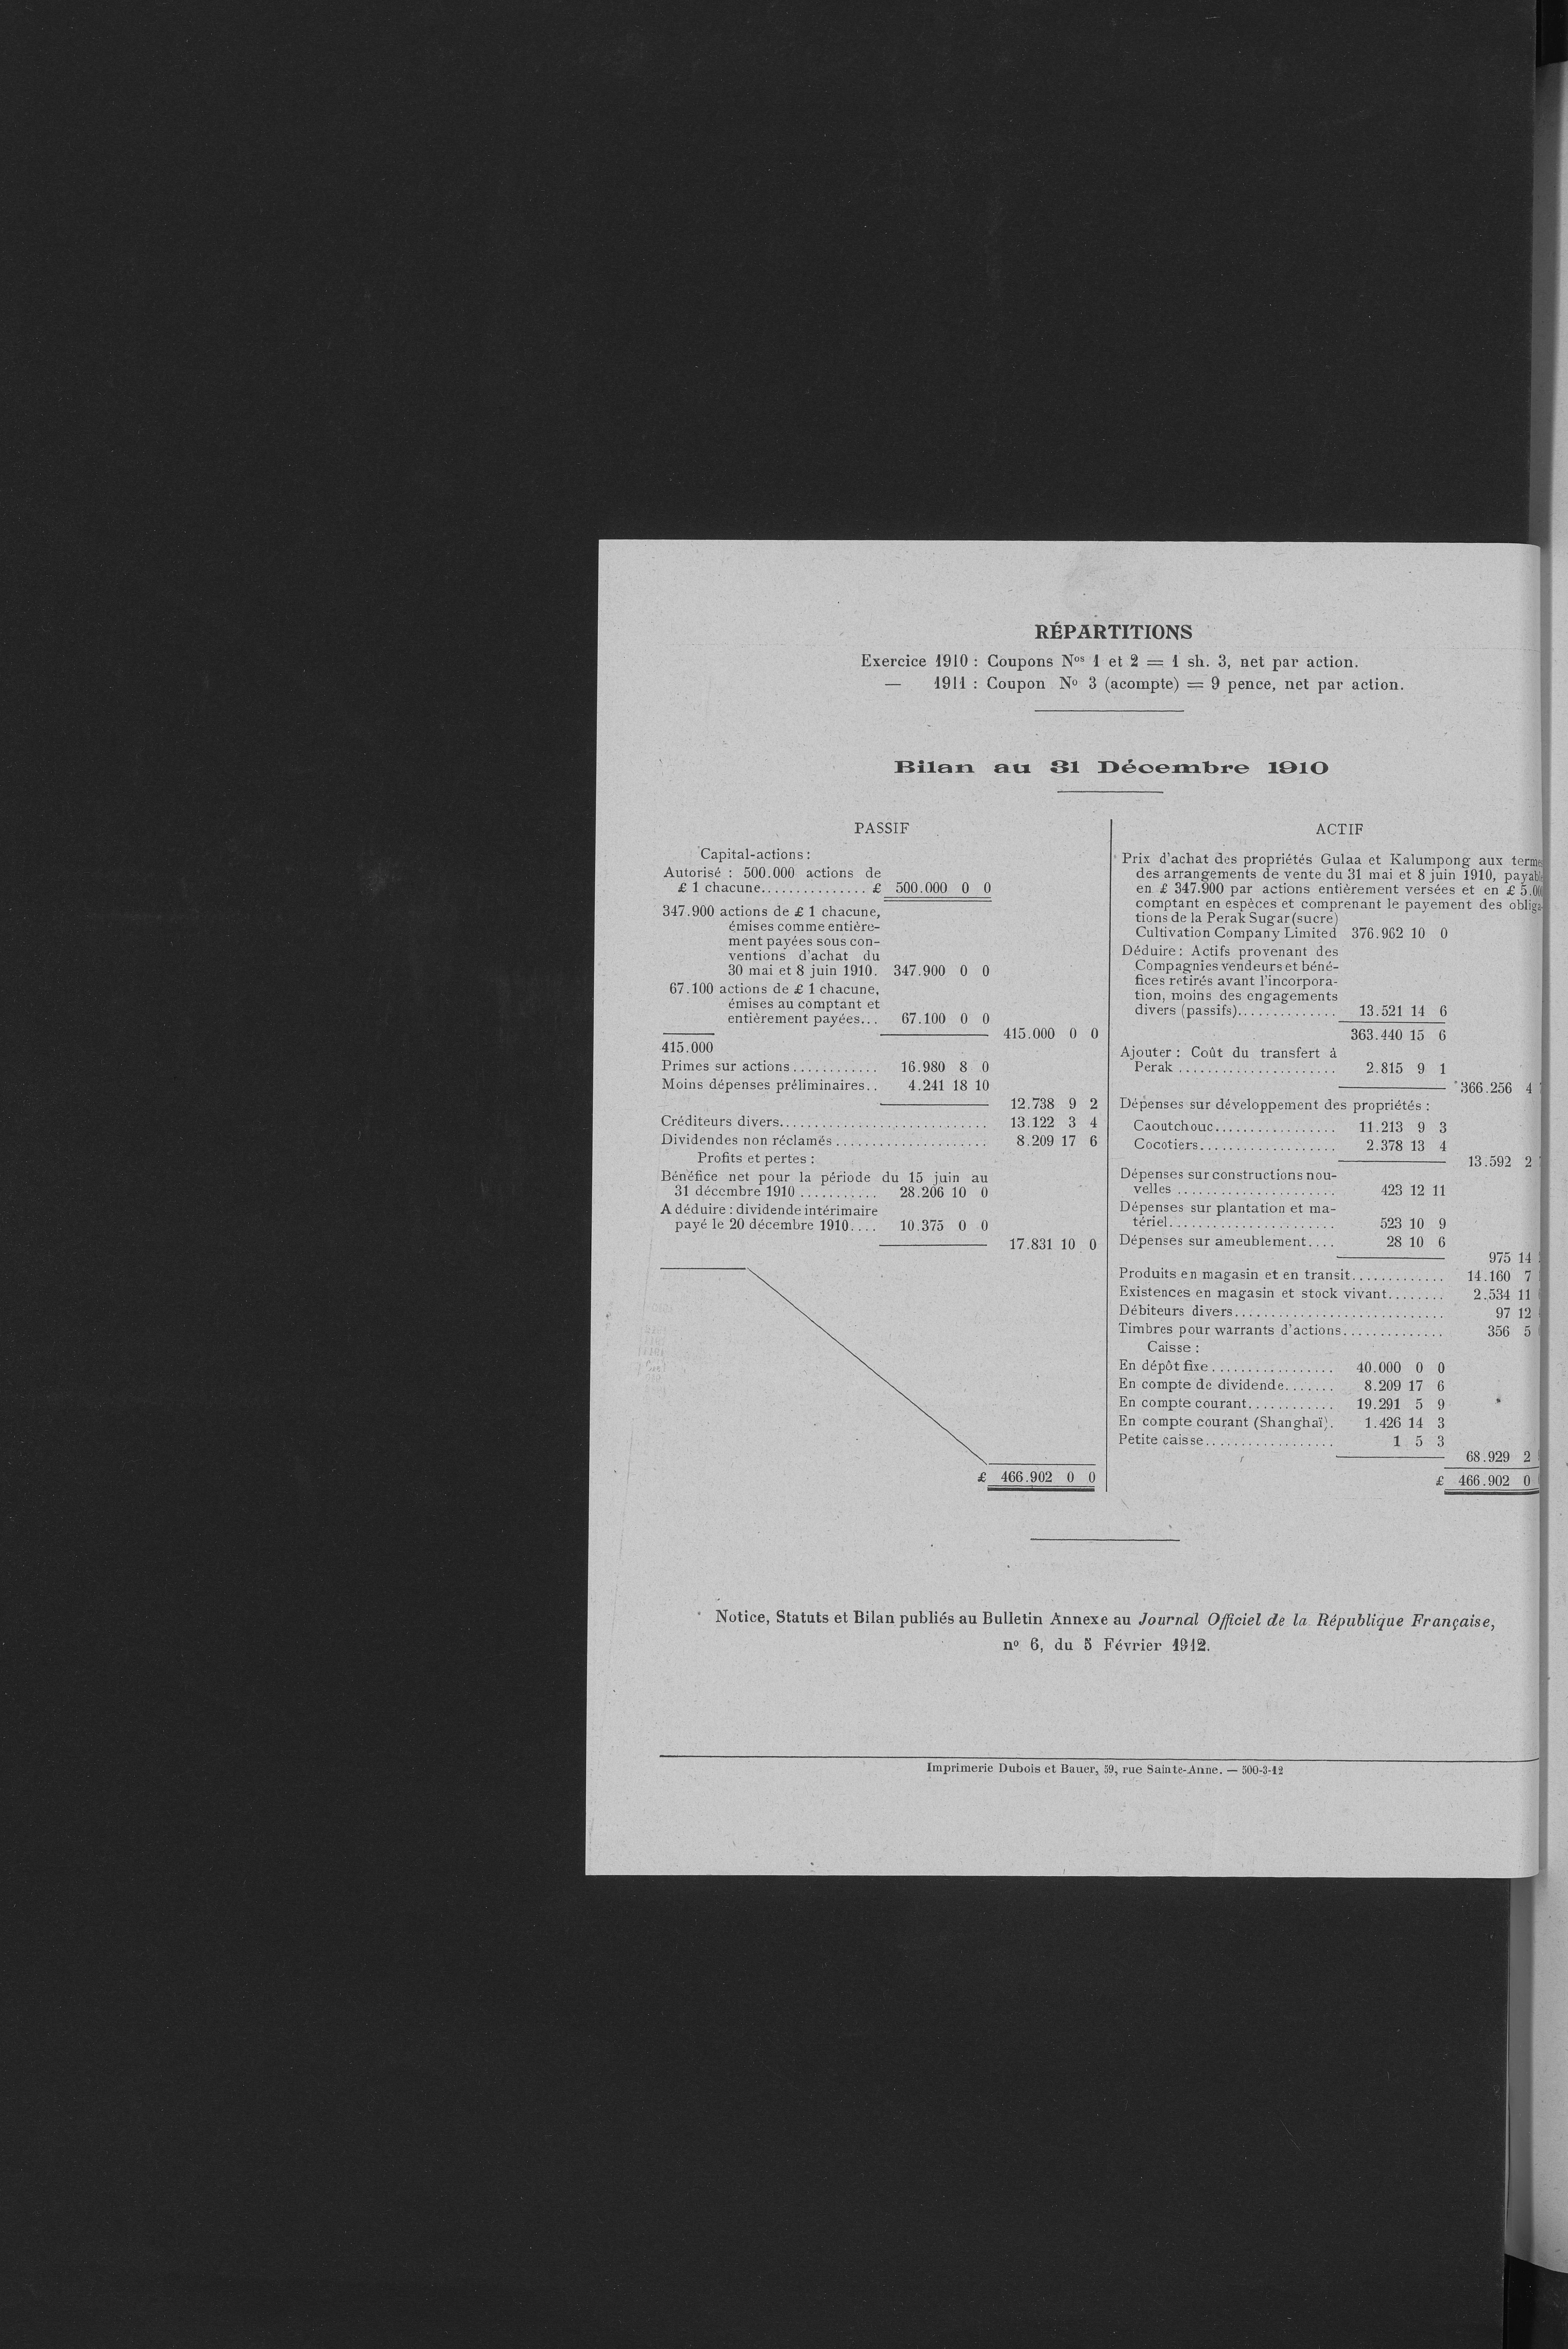 RÉPARTITIONS
Exercice 1910 : Coupons Nos 1 et 2 = 1 sh. 3, net par action.
— 1911 : Coupon No 3 (acompte) = 9 pence, net par action.
Bilan au 31 Décembre 1910
PASSIF
Capital-actions :
Autorisé : 500.000 actions de
£ 1 chacune............... £ 500.000 0 0
347.900 actions de £ 1 chacune,
émises comme entière-
ment payées sous con-
ventions d'achat du
30 mai et 8 juin 1910. 347.900 0 0
67.100 actions de £ 1 chacune,
émises au comptant et
entièrement payées... 67.100 0 0
415.000 0 0
415.000
Primes sur actions............ 16.980 8 0
Moins dépenses préliminaires.. 4.241 18 10
12.738 9 2
Créditeurs divers............................. 13.122 3 4
Dividendes non réclamés..................... 8.209 17 6
Profits et pertes :
Bénéfice net pour la période du 15 juin au
31 décembre 1910........... 28.206 10 0
A déduire : dividende intérimaire
payé le 20 décembre 1910.... 10.375 0 0
17.831 10 0
£ 466.902 0 0
ACTIF
Prix d'achat des propriétés Gulaa et Kalumpong aux
des arrangements de vente du 31 mai et 8 juin 1910,
en £ 347.900 par actions entièrement versées et en £
comptant en espèces et comprenant le payement des obliga-
tions de la Perak Sugar (sucre)
Cultivation Company Limited 376.962 10 0
Déduire : Actifs provenant des
Compagnies vendeurs et béné-
fices retirés avant l'incorpora-
tion, moins des engagements
divers (passifs).............. 13.521 14 6
363.440 15 6
Ajouter : Coût du transfert à
Perak...................... 2.815 9 1
366.256 4
Dépenses sur développement des propriétés :
Caoutchouc................. 11.213 9 3
Cocotiers................... 2.378 13 4
13.592 2
Dépenses sur constructions nou-
velles...................... 423 12 11
Dépenses sur plantation et ma-
tériel....................... 523 10 9
Dépenses sur ameublement.... 28 10 6
975 14
Produits en magasin et en transit............. 14.160 7
Existences en magasin et stock vivant........ 2.534 11
Débiteurs divers............................. 97 12
Timbres pour warrants d'actions.............. 356 5
Caisse :
En dépôt fixe................. 40.000 0 0
En compte de dividende....... 8.209 17 6
En compte courant............ 19.291 5 9
En compte courant (Shanghaï). 1.426 14 3
Petite caisse.................. 1 5 3
68.929 2
£ 466.902 0
Notice, Statuts et Bilan publiés au Bulletin Annexe au Journal Officiel de la République Française,
no 6, du 5 Février 1912.
Imprimerie Dubois et Bauer, 59, rue Sainte-Anne. — 500-3-12